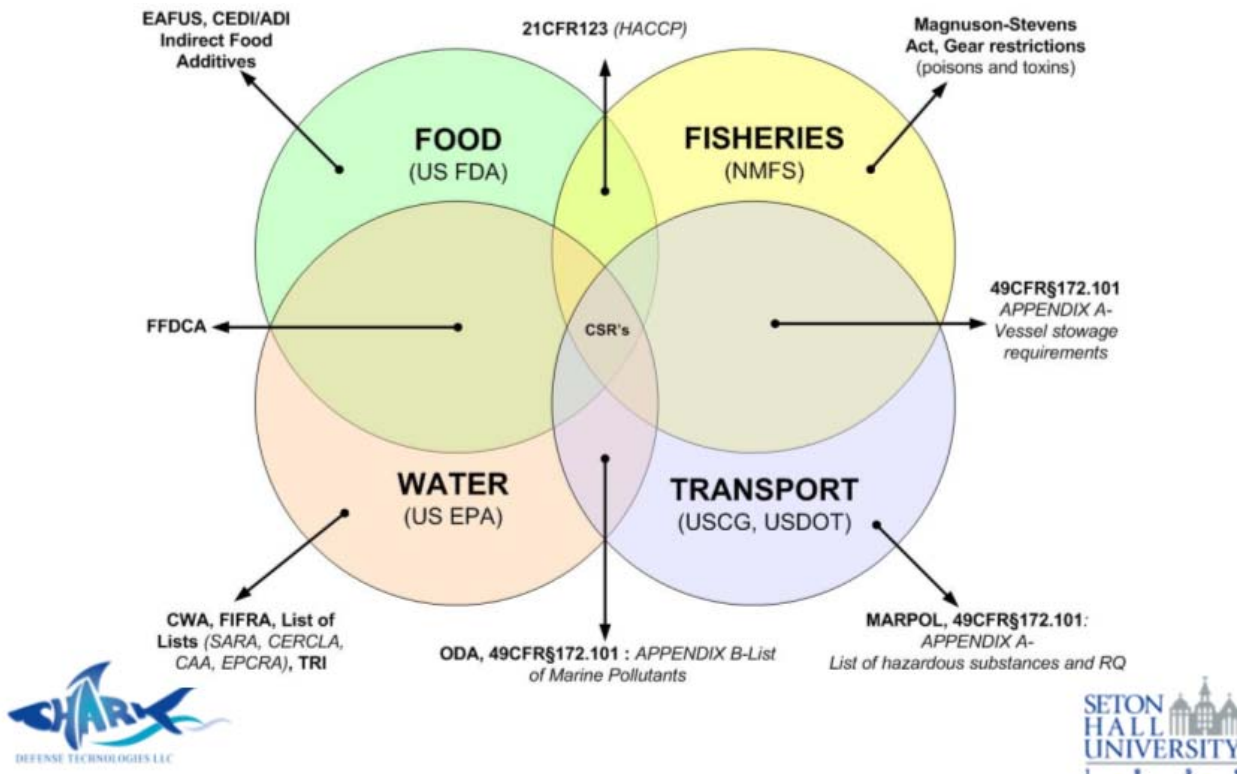 EAFUS, CEDI/ADI
Indirect Food
Additives
21CFR123 (HACCP)
Magnuson-Stevens
Act, Gear restrictions
(poisons and toxins)
FOOD
(US FDA)
FISHERIES
(NMFS)
FFDCA
CSR's
49CFR§172.101
APPENDIX A-
Vessel stowage
requirements
WATER
(US EPA)
TRANSPORT
(USCG, USDOT)
CWA, FIFRA, List of
Lists (SARA, CERCLA,
CAA, EPCRA), TRI
ODA, 49CFR§172.101 : APPENDIX B-List
of Marine Pollutants
MARPOL, 49CFR§172.101:
APPENDIX A-
List of hazardous substances and RQ
SHARK
DEFENSE TECHNOLOGIES LLC
SETON
HALL
UNIVERSITY